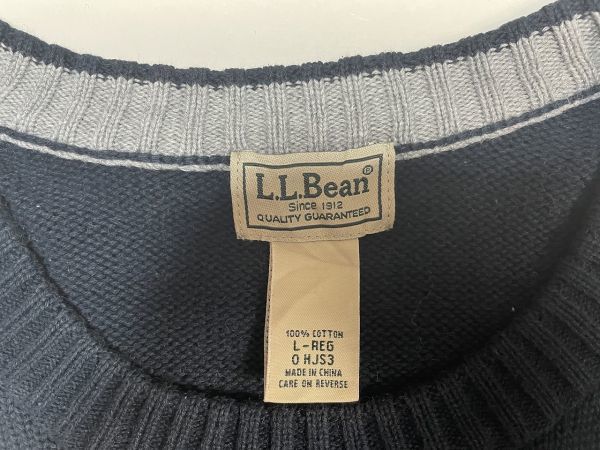 L.L.Bean®
Since 1912
QUALITY GUARANTEED
100% COTTON
L-REG
0 HJS3
MADE IN CHINA
CARE ON REVERSE